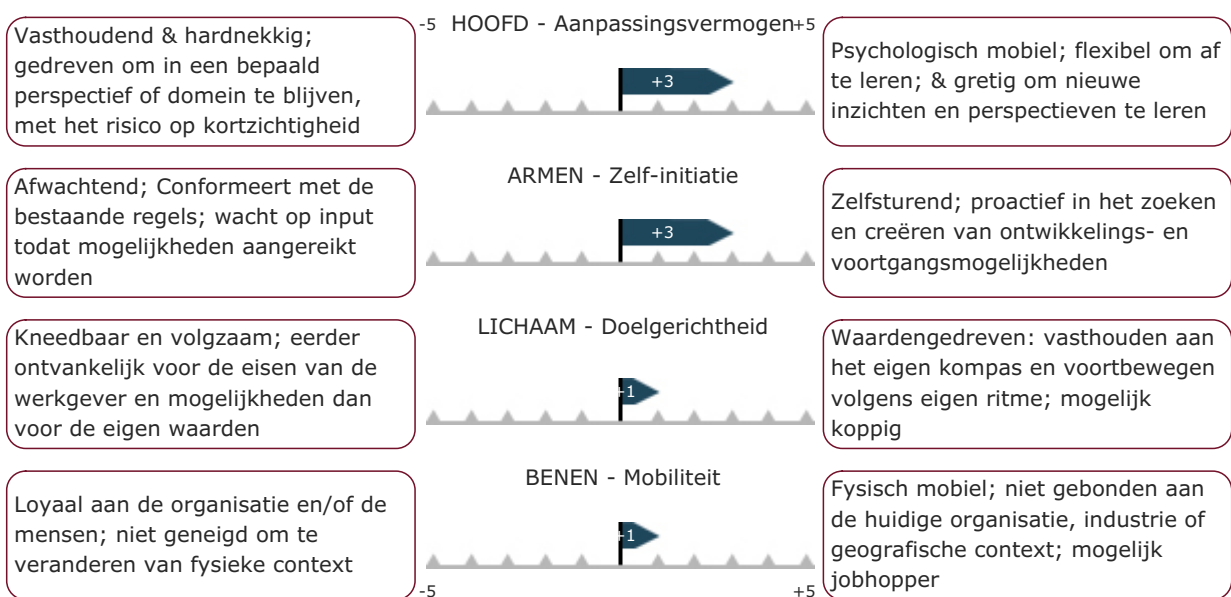 -5 HOOFD - Aanpassingsvermogen +5
Vasthoudend & hardnekkig;
gedreven om in een bepaald
perspectief of domein te blijven,
met het risico op kortzichtigheid
+3
Psychologisch mobiel; flexibel om af
te leren; & gretig om nieuwe
inzichten en perspectieven te leren
ARMEN - Zelf-initiatie
Afwachtend; Conformeert met de
bestaande regels; wacht op input
todat mogelijkheden aangereikt
worden
+3
Zelfsturend; proactief in het zoeken
en creëren van ontwikkelings- en
voortgangsmogelijkheden
LICHAAM - Doelgerichtheid
Kneedbaar en volgzaam; eerder
ontvankelijk voor de eisen van de
werkgever en mogelijkheden dan
voor de eigen waarden
+1
Waardengedreven: vasthouden aan
het eigen kompas en voortbewegen
volgens eigen ritme; mogelijk
koppig
BENEN - Mobiliteit
Loyaal aan de organisatie en/of de
mensen; niet geneigd om te
veranderen van fysieke context
+1
Fysisch mobiel; niet gebonden aan
de huidige organisatie, industrie of
geografische context; mogelijk
jobhopper
-5 +5